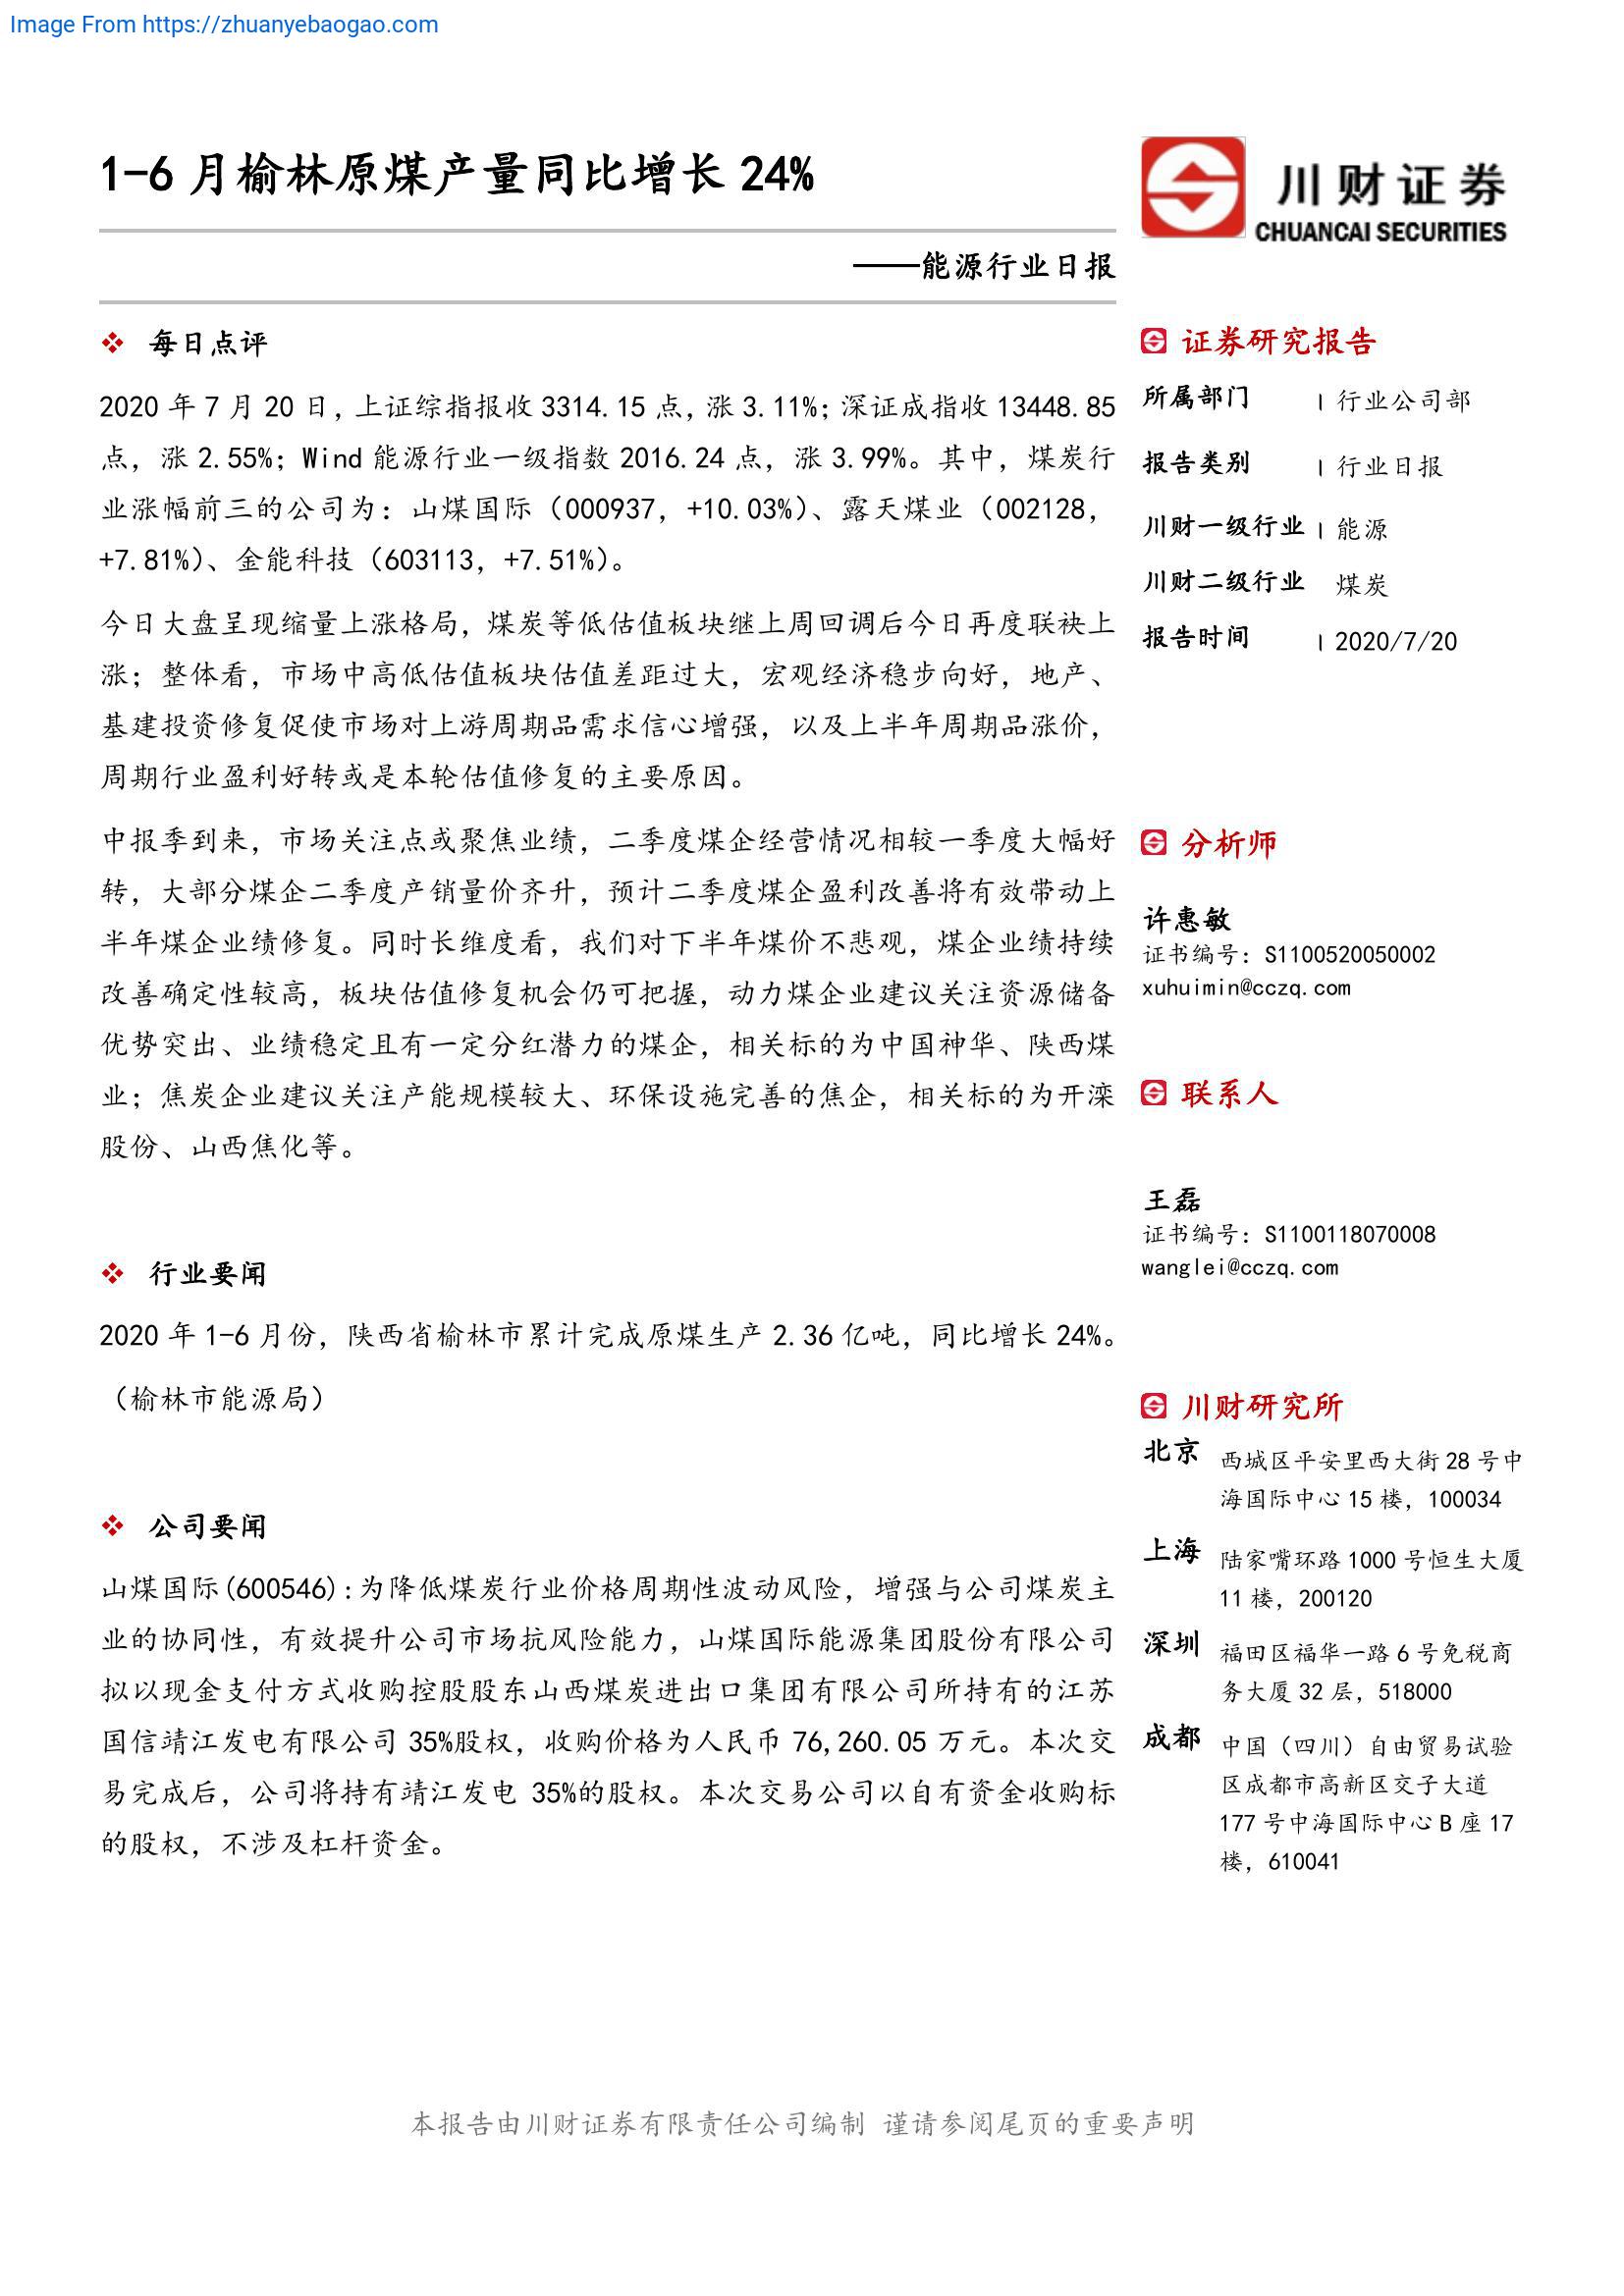 Image From https://zhuanyebaogao.com
1-6 月榆林原煤产量同比增长 24%
——能源行业日报
❖ 每日点评
2020 年 7 月 20 日，上证综指报收 3314.15 点，涨 3.11%；深证成指收 13448.85
点，涨 2.55%；Wind 能源行业一级指数 2016.24 点，涨 3.99%。其中，煤炭行
业涨幅前三的公司为：山煤国际（000937，+10.03%）、露天煤业（002128，
+7.81%）、金能科技（603113，+7.51%）。
今日大盘呈现缩量上涨格局，煤炭等低估值板块继上周回调后今日再度联袂上
涨；整体看，市场中高低估值板块估值差距过大，宏观经济稳步向好，地产、
基建投资修复促使市场对上游周期品需求信心增强，以及上半年周期品涨价，
周期行业盈利好转或是本轮估值修复的主要原因。
中报季到来，市场关注点或聚焦业绩，二季度煤企经营情况相较一季度大幅好
转，大部分煤企二季度产销量价齐升，预计二季度煤企盈利改善将有效带动上
半年煤企业绩修复。同时长维度看，我们对下半年煤价不悲观，煤企业绩持续
改善确定性较高，板块估值修复机会仍可把握，动力煤企业建议关注资源储备
优势突出、业绩稳定且有一定分红潜力的煤企，相关标的为中国神华、陕西煤
业；焦炭企业建议关注产能规模较大、环保设施完善的焦企，相关标的为开滦
股份、山西焦化等。
❖ 行业要闻
2020 年 1-6 月份，陕西省榆林市累计完成原煤生产 2.36 亿吨，同比增长 24%。
（榆林市能源局）
❖ 公司要闻
山煤国际(600546):为降低煤炭行业价格周期性波动风险，增强与公司煤炭主
业的协同性，有效提升公司市场抗风险能力，山煤国际能源集团股份有限公司
拟以现金支付方式收购控股股东山西煤炭进出口集团有限公司所持有的江苏
国信靖江发电有限公司 35%股权，收购价格为人民币 76,260.05 万元。本次交
易完成后，公司将持有靖江发电 35%的股权。本次交易公司以自有资金收购标
的股权，不涉及杠杆资金。
川财证券
CHUANCAI SECURITIES
证券研究报告
所属部门 | 行业公司部
报告类别 | 行业日报
川财一级行业 | 能源
川财二级行业 煤炭
报告时间 | 2020/7/20
分析师
许惠敏
证书编号：S1100520050002
xuhuimin@cczq.com
联系人
王磊
证书编号：S1100118070008
wanglei@cczq.com
川财研究所
北京 西城区平安里西大街 28 号中
海国际中心 15 楼，100034
上海 陆家嘴环路 1000 号恒生大厦
11 楼，200120
深圳 福田区福华一路 6 号免税商
务大厦 32 层，518000
成都 中国（四川）自由贸易试验
区成都市高新区交子大道
177 号中海国际中心 B 座 17
楼，610041
本报告由川财证券有限责任公司编制 谨请参阅尾页的重要声明